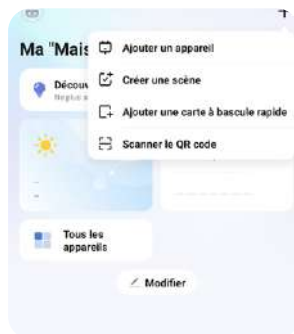 Ma "Mais
Ajouter un appareil
Créer une scène
Découv
Ajouter une carte à bascule rapide
Scanner le QR code
Tous les
appareils
Modifier